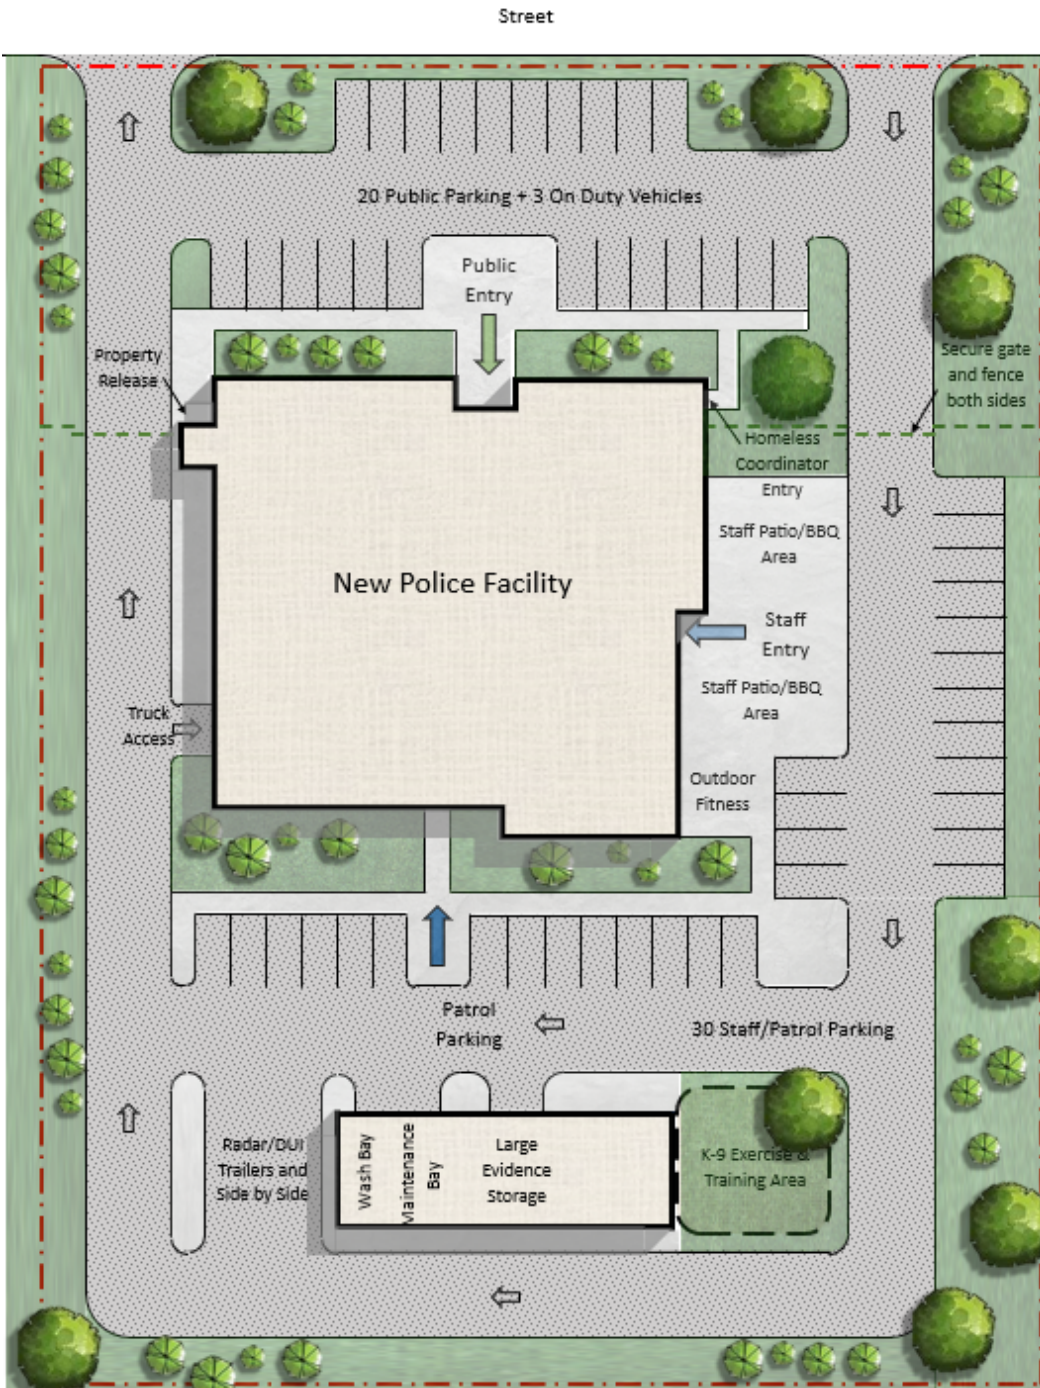 Street
20 Public Parking + 3 On Duty Vehicles
Public
Entry
Property
Release
Secure gate
and fence
both sides
Homeless
Coordinator
Entry
Staff Patio/BBQ
Area
New Police Facility
Staff
Entry
Staff Patio/BBQ
Area
Truck
Access
Outdoor
Fitness
Patrol
Parking
30 Staff/Patrol Parking
Radar/DUI
Trailers and
Side by Side
Wash Bay
Maintenance
Bay
Large
Evidence
Storage
K-9 Exercise &
Training Area